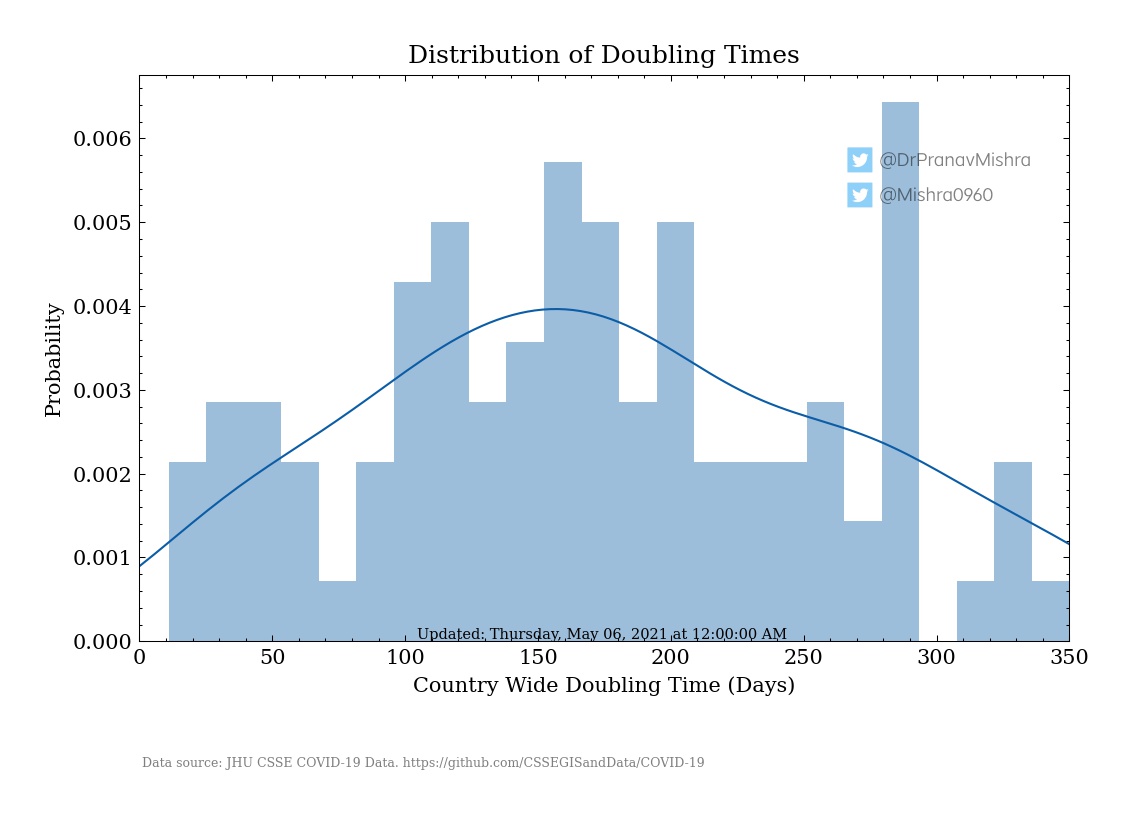 Distribution of Doubling Times
0.006
0.005
0.004
0.003
0.002
0.001
0.000
Probability
@DrPranavMishra
@Mishra0960
Updated: Thursday, May 06, 2021 at 12:00:00 AM
0 50 100 150 200 250 300 350
Country Wide Doubling Time (Days)
Data source: JHU CSSE COVID-19 Data. https://github.com/CSSEGISandData/COVID-19